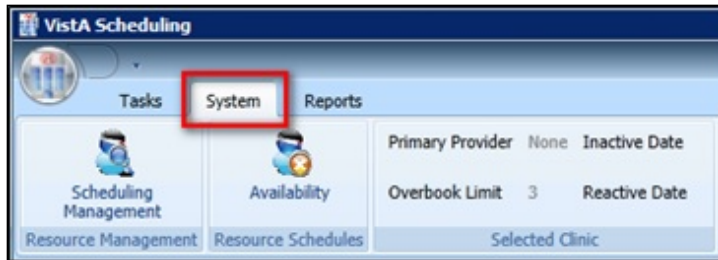 VistA Scheduling
Tasks System Reports
Primary Provider None Inactive Date
Scheduling Management
Availability
Overbook Limit 3 Reactive Date
Resource Management Resource Schedules Selected Clinic